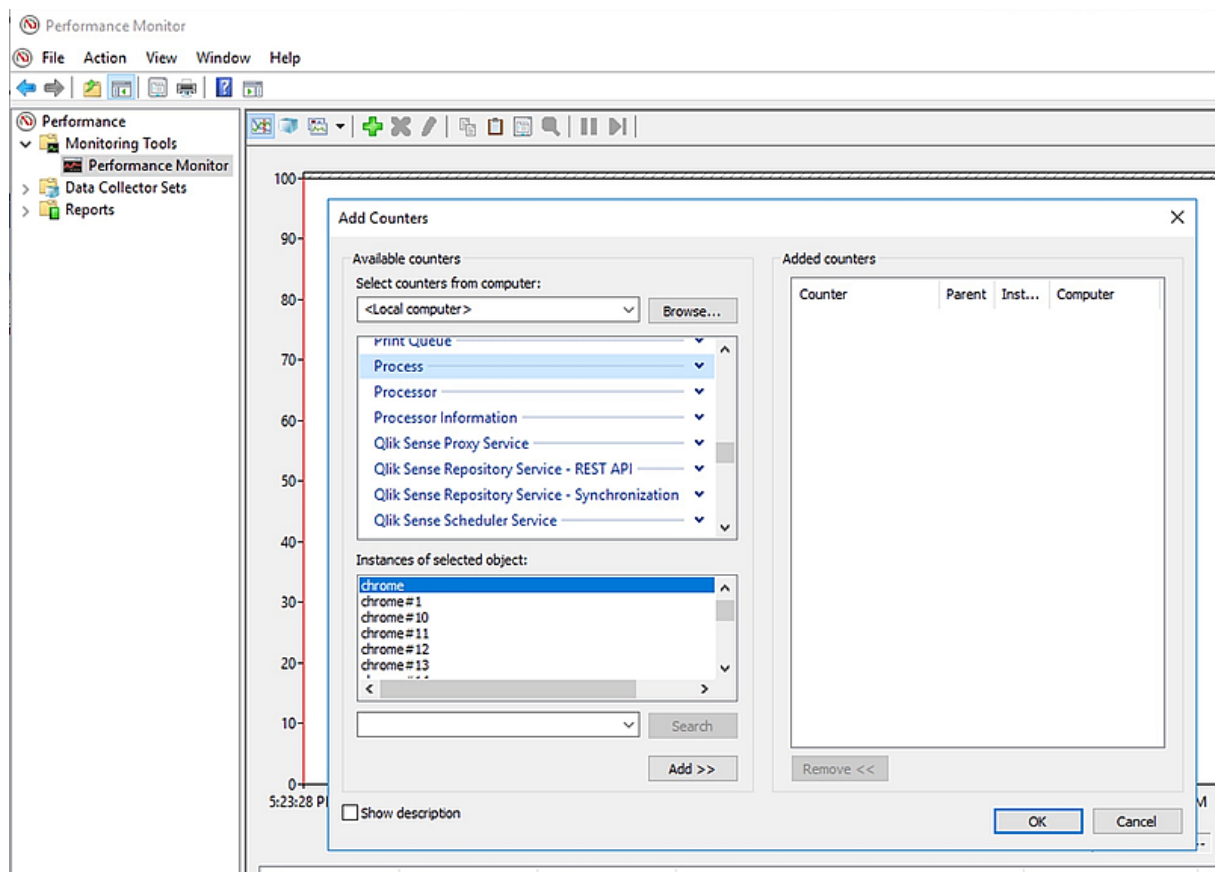 Performance Monitor
File Action View Window Help
Performance
Monitoring Tools
Performance Monitor
Data Collector Sets
Reports
100
90
80
70
60
50
40
30
20
10
0
5:23:28 P
M
Add Counters
Available counters
Select counters from computer:
<Local computer>
Browse...
Print Queue
Process
Processor
Processor Information
Qlik Sense Proxy Service
Qlik Sense Repository Service - REST API
Qlik Sense Repository Service - Synchronization
Qlik Sense Scheduler Service
Instances of selected object:
chrome
chrome#1
chrome#10
chrome#11
chrome#12
chrome#13
Search
Add >>
Show description
Added counters
Counter Parent Inst... Computer
Remove <<
OK Cancel